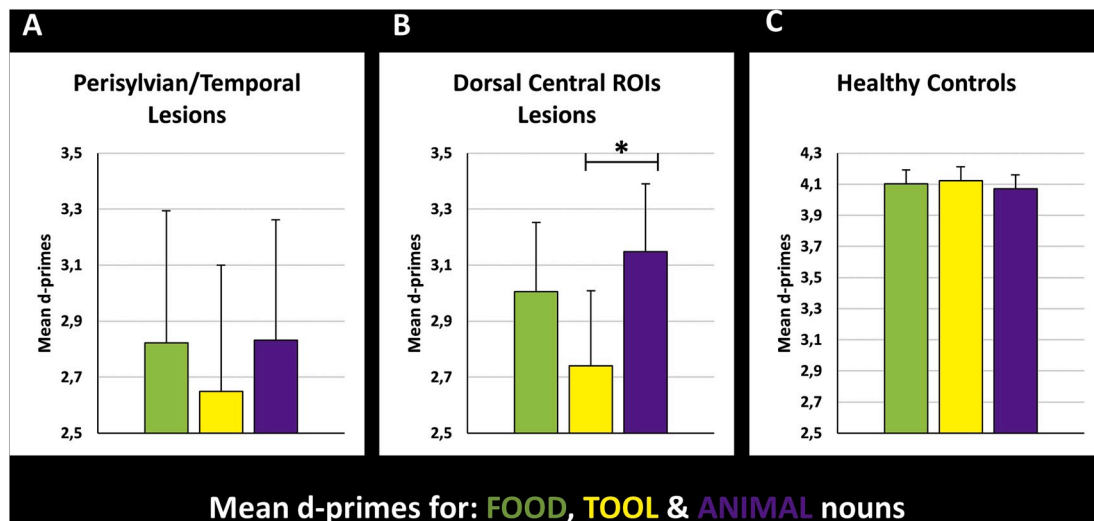 A
Perisylvian/Temporal
Lesions
Mean d-primes
3,5
3,3
3,1
2,9
2,7
2,5
B
Dorsal Central ROIs
Lesions
*
Mean d-primes
3,5
3,3
3,1
2,9
2,7
2,5
C
Healthy Controls
Mean d-primes
4,3
4,1
3,9
3,7
3,5
3,3
3,1
2,9
2,7
2,5
Mean d-primes for: FOOD, TOOL & ANIMAL nouns